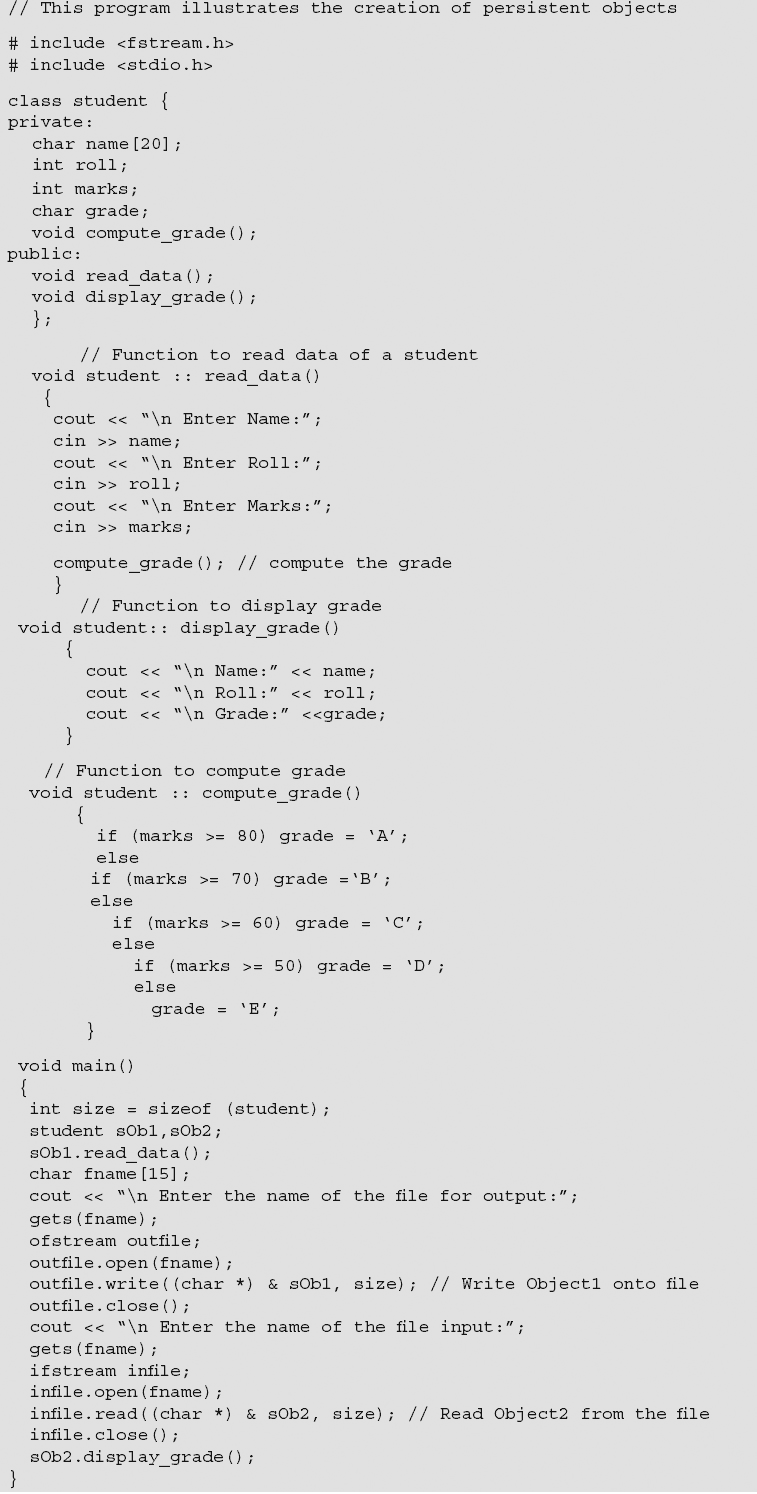 // This program illustrates the creation of persistent objects
# include <fstream.h>
# include <stdio.h>
class student {
private:
char name[20];
int roll;
int marks;
char grade;
void compute_grade();
public:
void read_data();
void display_grade();
};
// Function to read data of a student
void student :: read_data()
{
cout << “\n Enter Name:”;
cin >> name;
cout << “\n Enter Roll:”;
cin >> roll;
cout << “\n Enter Marks:”;
cin >> marks;
compute_grade(); // compute the grade
}
// Function to display grade
void student:: display_grade()
{
cout << “\n Name:” << name;
cout << “\n Roll:” << roll;
cout << “\n Grade:” <<grade;
}
// Function to compute grade
void student :: compute_grade()
{
if (marks >= 80) grade = ‘A’;
else
if (marks >= 70) grade =‘B’;
else
if (marks >= 60) grade = ‘C’;
else
if (marks >= 50) grade = ‘D’;
else
grade = ‘E’;
}
void main()
{
int size = sizeof (student);
student sOb1,sOb2;
sOb1.read_data();
char fname[15];
cout << “\n Enter the name of the file for output:”;
gets(fname);
ofstream outfile;
outfile.open(fname);
outfile.write((char *) & sOb1, size); // Write Object1 onto file
outfile.close();
cout << “\n Enter the name of the file input:”;
gets(fname);
ifstream infile;
infile.open(fname);
infile.read((char *) & sOb2, size); // Read Object2 from the file
infile.close();
sOb2.display_grade();
}